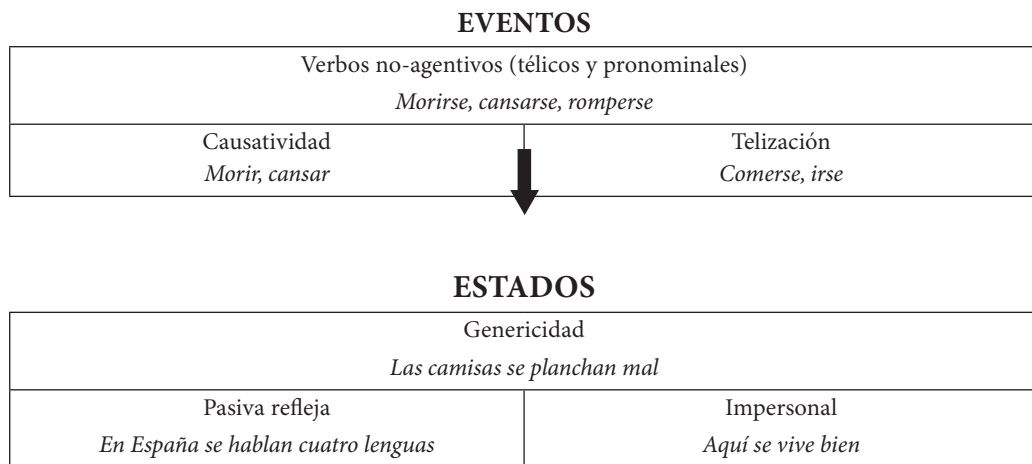 EVENTOS
Verbos no-agentivos (télicos y pronominales)
Morirse, cansarse, romperse
Causatividad
Morir, cansar
Telización
Comerse, irse
ESTADOS
Genericidad
Las camisas se planchan mal
Pasiva refleja
En España se hablan cuatro lenguas
Impersonal
Aquí se vive bien